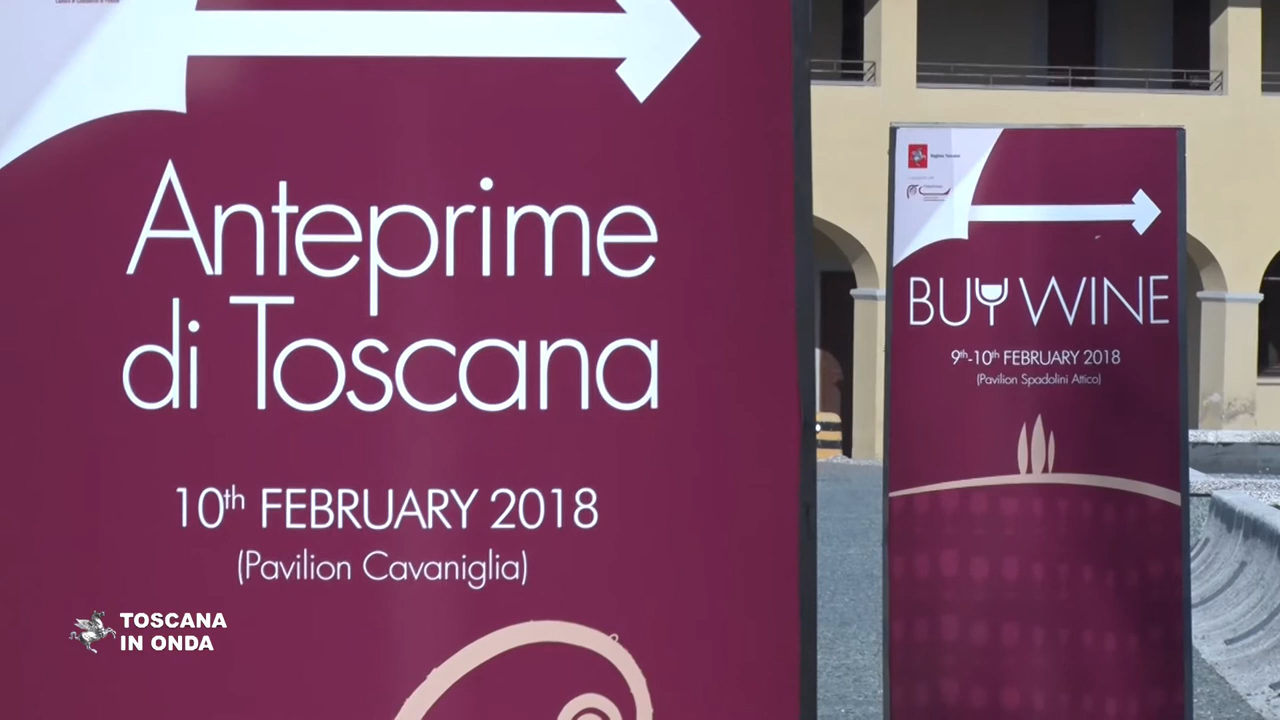 Anteprime
di Toscana
10th FEBRUARY 2018
(Pavilion Cavaniglia)
TOSCANA
IN ONDA
Regione Toscana
BUY WINE
9th-10th FEBRUARY 2018
(Pavilion Spadolini Attico)